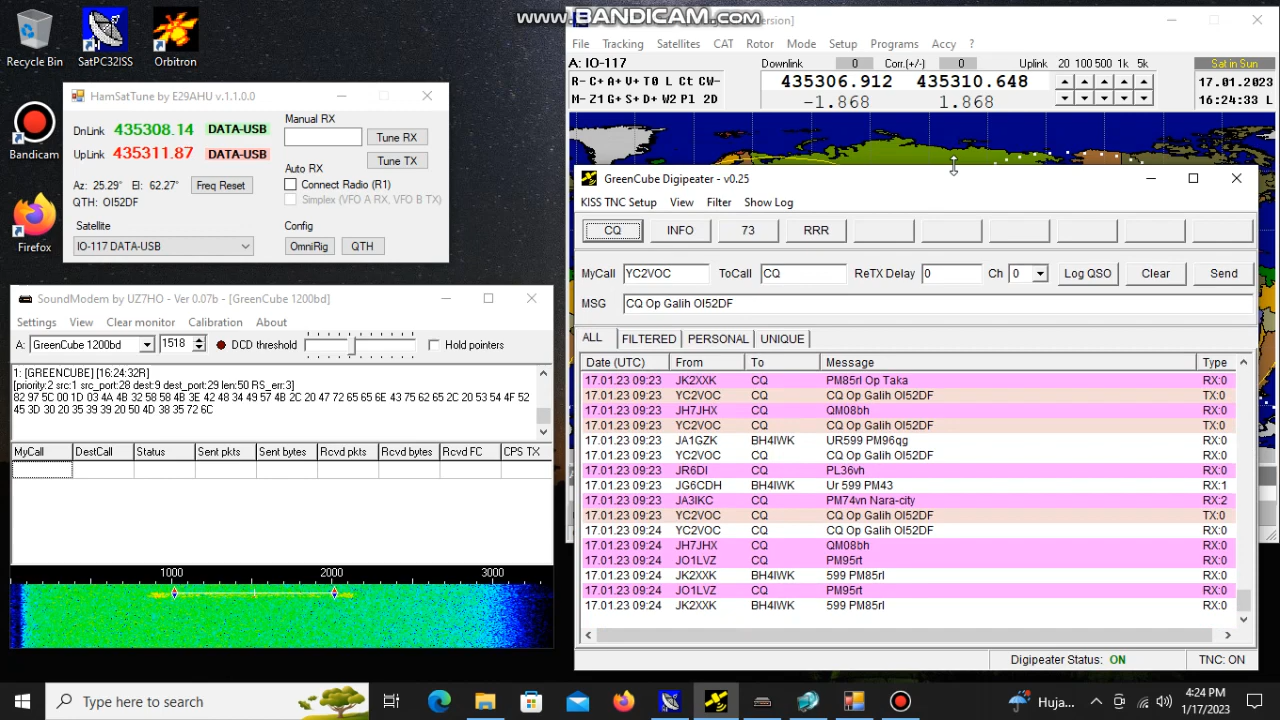 www.BANDICAM.com
Recycle Bin
SatPC32ISS
Orbitron
Bandicam
Firefox
HamSatTune by E29AHU v.1.1.0.0
DnLink 435308.14 DATA-USB
UpLink 435311.87 DATA-USB
Az: 25.29° El: 62.27° Freq Reset
QTH: OI52DF
Satellite
IO-117 DATA-USB
Manual RX
Tune RX
Tune TX
Auto RX
Connect Radio (R1)
Simplex (VFO A RX, VFO B TX)
Config
OmniRig QTH
SoundModem by UZ7HO - Ver 0.07b - [GreenCube 1200bd]
Settings View Clear monitor Calibration About
A: GreenCube 1200bd 1518 DCD threshold Hold pointers
1: [GREENCUBE] [16:24:32R]
[priority:2 src:1 src_port:28 dest:9 dest_port:29 len:50 RS_err:3]
82 97 5C 00 1D 03 4A 4B 32 58 58 4B 3E 42 48 34 49 57 4B 2C 20 47 72 65 65 6E 43 75 62 65 2C 20 53 54 4F 52
45 3D 30 20 35 39 39 20 50 4D 38 35 72 6C
MyCall DestCall Status Sent pkts Sent bytes Rcvd pkts Rcvd bytes Rcvd FC CPS TX
1000 2000 3000
ersion]
File Tracking Satellites CAT Rotor Mode Setup Programs Accy ?
A: IO-117 Downlink 0 Corr.(+/-) 0 Uplink 20 100 500 1k 5k Sat in Sun
R- C+ A+ V+ T0 L Ct CW- 435306.912 435310.648 17.01.2023
M- Z1 G+ S+ D+ W2 P1 2D -1.868 1.868 16:24:33 L
GreenCube Digipeater - v0.25
KISS TNC Setup View Filter Show Log
CQ INFO 73 RRR
MyCall YC2VOC ToCall CQ ReTX Delay 0 Ch 0 Log QSO Clear Send
MSG CQ Op Galih OI52DF
ALL FILTERED PERSONAL UNIQUE
Date (UTC) From To Message Type
17.01.23 09:23 JK2XXK CQ PM85rl Op Taka RX:0
17.01.23 09:23 YC2VOC CQ CQ Op Galih OI52DF TX:0
17.01.23 09:23 JH7JHX CQ QM08bh RX:0
17.01.23 09:23 YC2VOC CQ CQ Op Galih OI52DF TX:0
17.01.23 09:23 JA1GZK BH4IWK UR599 PM96qg RX:0
17.01.23 09:23 YC2VOC CQ CQ Op Galih OI52DF RX:0
17.01.23 09:23 JR6DI CQ PL36vh RX:0
17.01.23 09:23 JG6CDH BH4IWK Ur 599 PM43 RX:1
17.01.23 09:23 JA3IKC CQ PM74vn Nara-city RX:2
17.01.23 09:23 YC2VOC CQ CQ Op Galih OI52DF TX:0
17.01.23 09:24 YC2VOC CQ CQ Op Galih OI52DF RX:0
17.01.23 09:24 JH7JHX CQ QM08bh RX:0
17.01.23 09:24 JO1LVZ CQ PM95rt RX:0
17.01.23 09:24 JK2XXK BH4IWK 599 PM85rl RX:0
17.01.23 09:24 JO1LVZ CQ PM95rt RX:0
17.01.23 09:24 JK2XXK BH4IWK 599 PM85rl RX:0
Digipeater Status: ON TNC: ON
Type here to search
Huja...
4:24 PM
1/17/2023